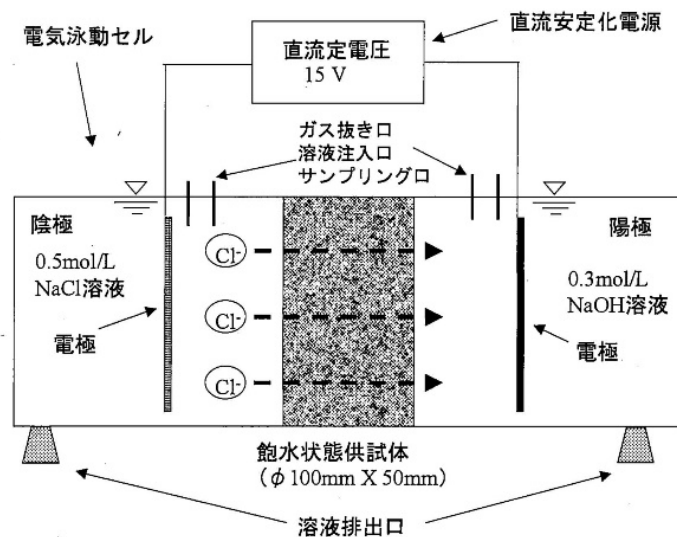 電気泳動セル
直流定電圧
15 V
直流安定化電源
ガス抜き口
溶液注入口
サンプリング口
陰極
0.5mol/L
NaCl溶液
電極
Cl-
Cl-
Cl-
陽極
0.3mol/L
NaOH溶液
電極
飽水状態供試体
(φ100mm X 50mm)
溶液排出口